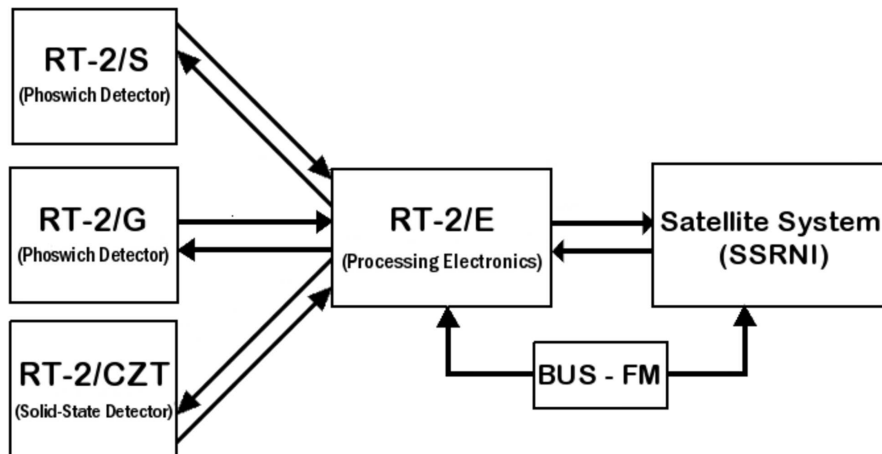 RT-2/S
(Phoswich Detector)
RT-2/G
(Phoswich Detector)
RT-2/CZT
(Solid-State Detector)
RT-2/E
(Processing Electronics)
Satellite System
(SSRNI)
BUS - FM